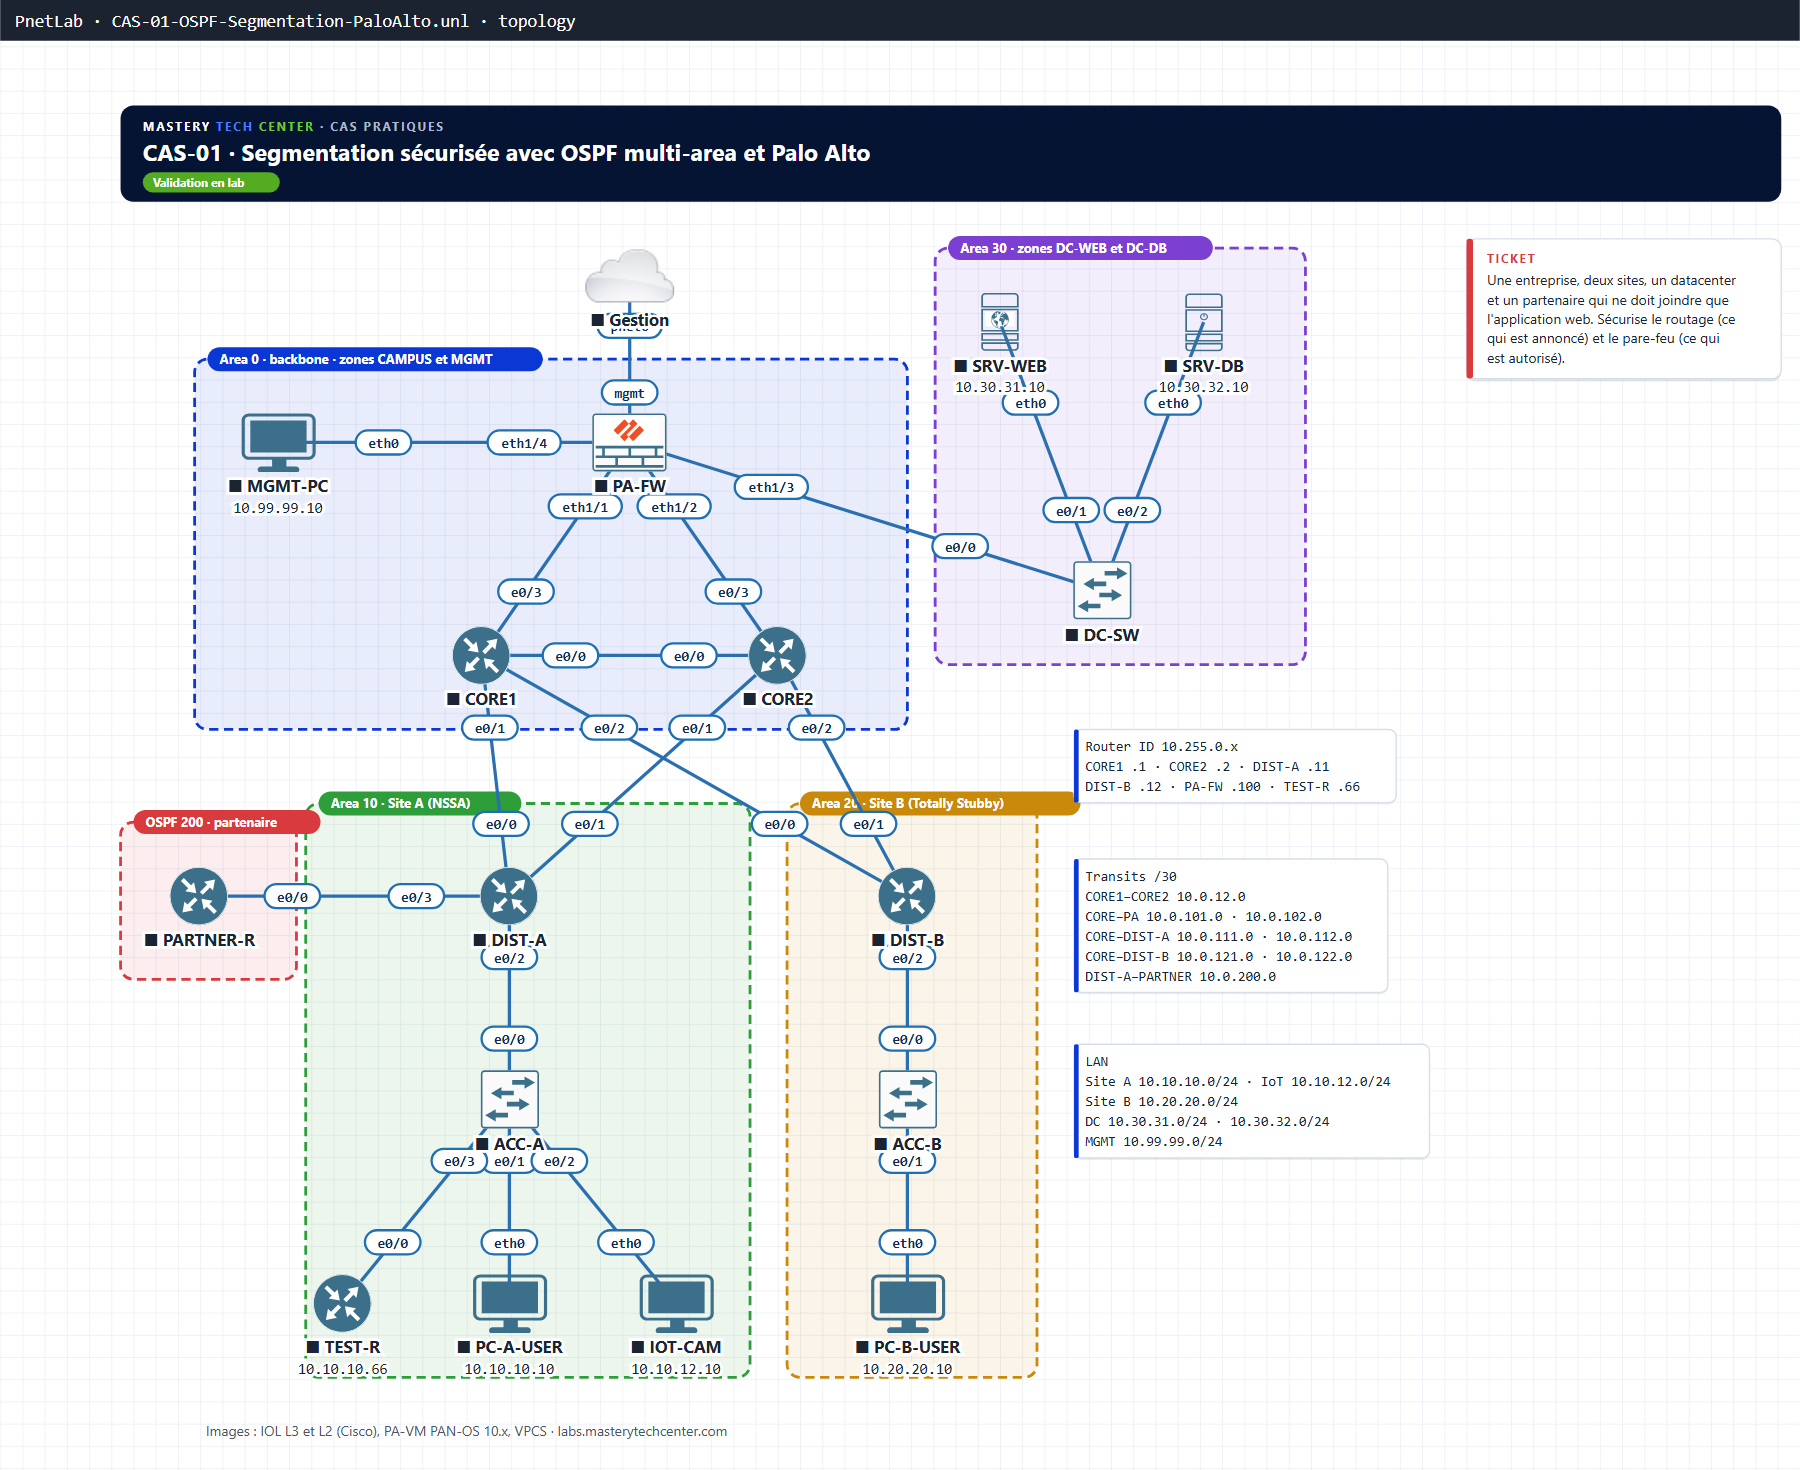 PnetLab · CAS-01-OSPF-Segmentation-PaloAlto.unl · topology
MASTERY TECH CENTER · CAS PRATIQUES
CAS-01 · Segmentation sécurisée avec OSPF multi-area et Palo Alto
Validation en lab
TICKET
Une entreprise, deux sites, un datacenter
et un partenaire qui ne doit joindre que
l'application web. Sécurise le routage (ce
qui est annoncé) et le pare-feu (ce qui
est autorisé).
Gestion
Area 0 · backbone · zones CAMPUS et MGMT
mgmt
eth0
eth1/4
MGMT-PC
10.99.99.10
PA-FW
eth1/1
eth1/2
eth1/3
e0/3
e0/3
CORE1
e0/0
e0/0
CORE2
e0/1
e0/2
e0/1
e0/2
Area 30 · zones DC-WEB et DC-DB
SRV-WEB
10.30.31.10
eth0
SRV-DB
10.30.32.10
eth0
e0/1
e0/2
e0/0
DC-SW
Router ID 10.255.0.x
CORE1 .1 · CORE2 .2 · DIST-A .11
DIST-B .12 · PA-FW .100 · TEST-R .66
OSPF 200 · partenaire
PARTNER-R
e0/0
e0/3
Area 10 · Site A (NSSA)
e0/0
e0/1
DIST-A
e0/2
e0/0
ACC-A
e0/3
e0/1
e0/2
e0/0
eth0
eth0
TEST-R
10.10.10.66
PC-A-USER
10.10.10.10
IOT-CAM
10.10.12.10
Area 20 · Site B (Totally Stubby)
e0/0
e0/1
DIST-B
e0/2
e0/0
ACC-B
e0/1
eth0
PC-B-USER
10.20.20.10
Transits /30
CORE1–CORE2 10.0.12.0
CORE–PA 10.0.101.0 · 10.0.102.0
CORE–DIST-A 10.0.111.0 · 10.0.112.0
CORE–DIST-B 10.0.121.0 · 10.0.122.0
DIST-A–PARTNER 10.0.200.0
LAN
Site A 10.10.10.0/24 · IoT 10.10.12.0/24
Site B 10.20.20.0/24
DC 10.30.31.0/24 · 10.30.32.0/24
MGMT 10.99.99.0/24
Images : IOL L3 et L2 (Cisco), PA-VM PAN-OS 10.x, VPCS · labs.masterytechcenter.com